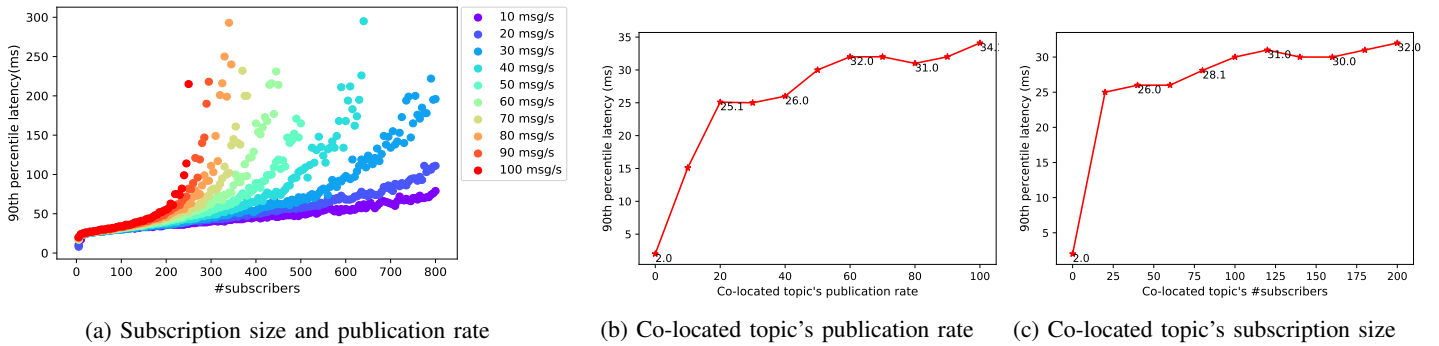 300
250
200
150
100
50
0
90th percentile latency(ms)
0 100 200 300 400 500 600 700 800
#subscribers
10 msg/s
20 msg/s
30 msg/s
40 msg/s
50 msg/s
60 msg/s
70 msg/s
80 msg/s
90 msg/s
100 msg/s
(a) Subscription size and publication rate
35
30
25
20
15
10
5
90th percentile latency (ms)
2.0
25.1
26.0
32.0
31.0
34.
0 20 40 60 80 100
Co-located topic's publication rate
(b) Co-located topic's publication rate
30
25
20
15
10
5
90th percentile latency (ms)
2.0
26.0
28.1
31.0
30.0
32.0
0 25 50 75 100 125 150 175 200
Co-located topic's #subscribers
(c) Co-located topic's subscription size